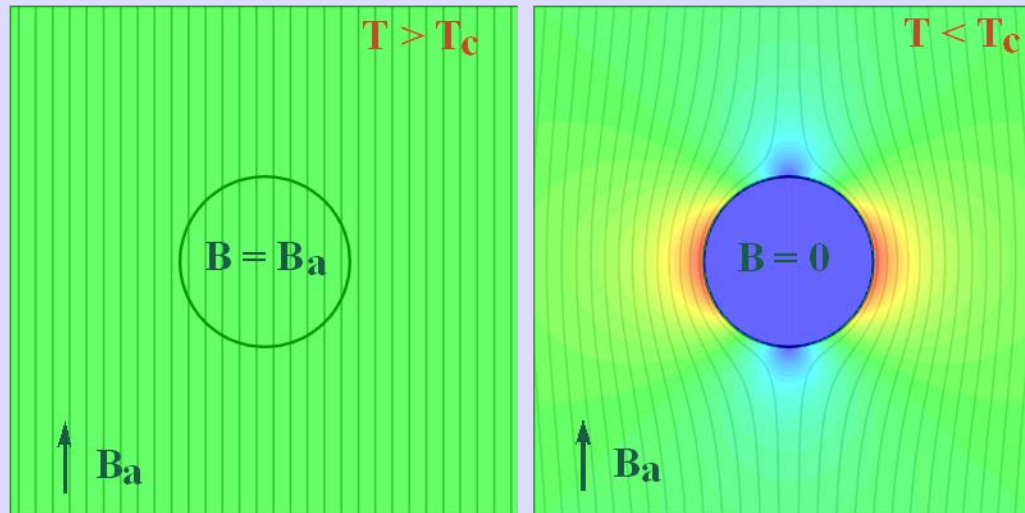 T > Tc
B = Ba
Ba
T < Tc
B = 0
Ba